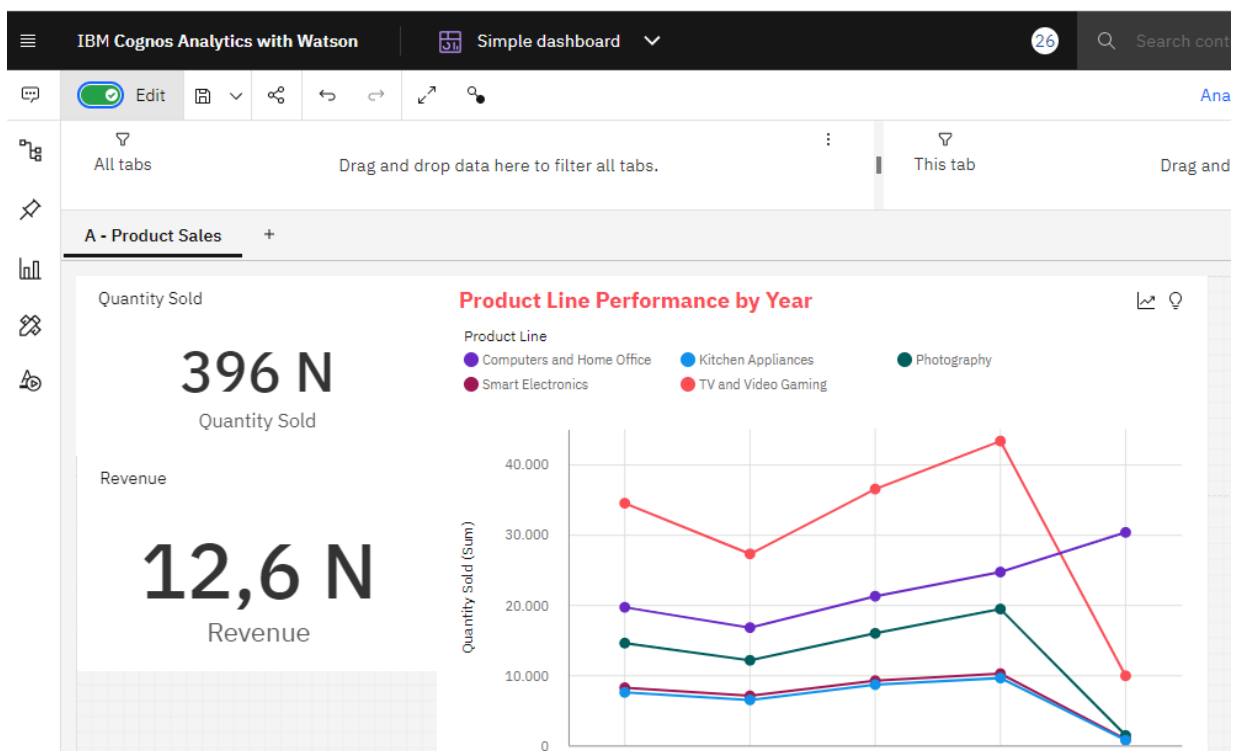 IBM Cognos Analytics with Watson
Simple dashboard
26
Search cont
Edit
Ana
All tabs
Drag and drop data here to filter all tabs.
This tab
Drag and
A - Product Sales
+
Quantity Sold
396 N
Quantity Sold
Revenue
12,6 N
Revenue
Product Line Performance by Year
Product Line
Computers and Home Office
Kitchen Appliances
Photography
Smart Electronics
TV and Video Gaming
Quantity Sold (Sum)
40.000
30.000
20.000
10.000
0